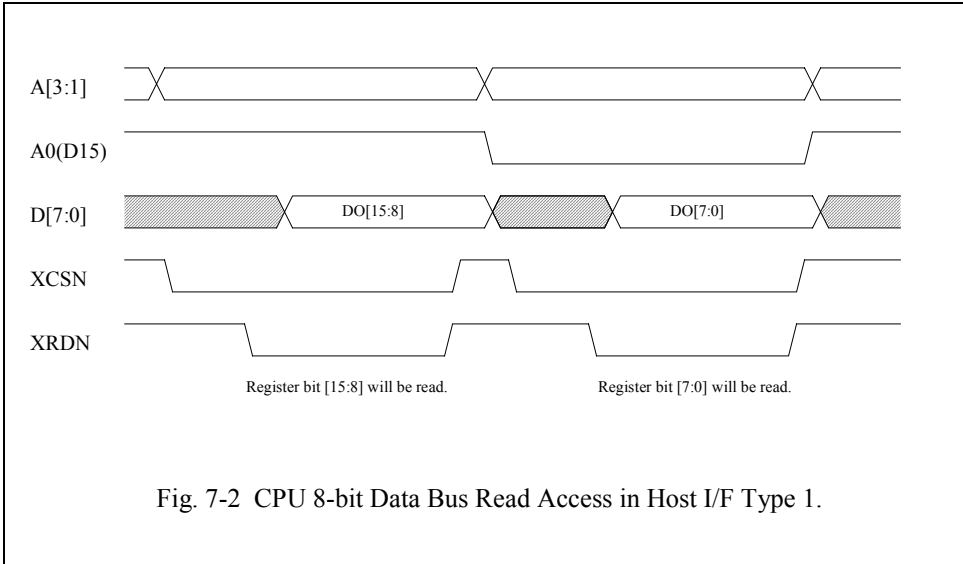 A[3:1]
A0(D15)
D[7:0] DO[15:8] DO[7:0]
XCSN
XRDN
Register bit [15:8] will be read. Register bit [7:0] will be read.
Fig. 7-2 CPU 8-bit Data Bus Read Access in Host I/F Type 1.